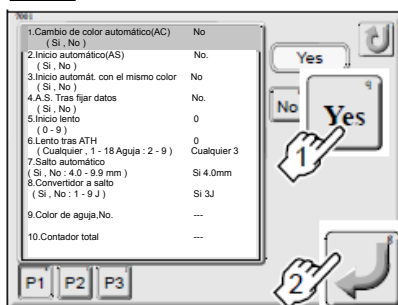 7001
1.Cambio de color automático(AC) No
( Si , No )
2.Inicio automático(AS) No.
( Si , No )
3.Inicio automát. con el mismo color No
( Si , No )
4.A.S. Tras fijar datos No.
( Si , No )
5.Inicio lento 0
( 0 - 9 )
6.Lento tras ATH 0
( Cualquier , 1 - 18 Aguja : 2 - 9 ) Cualquier 3
7.Salto automático
( Si , No : 4.0 - 9.9 mm ) Si 4.0mm
8.Convertidor a salto
( Si , No : 1 - 9 J ) Si 3J
9.Color de aguja,No. ---
10.Contador total ---
Yes
No
Yes
1
2
P1 P2 P3